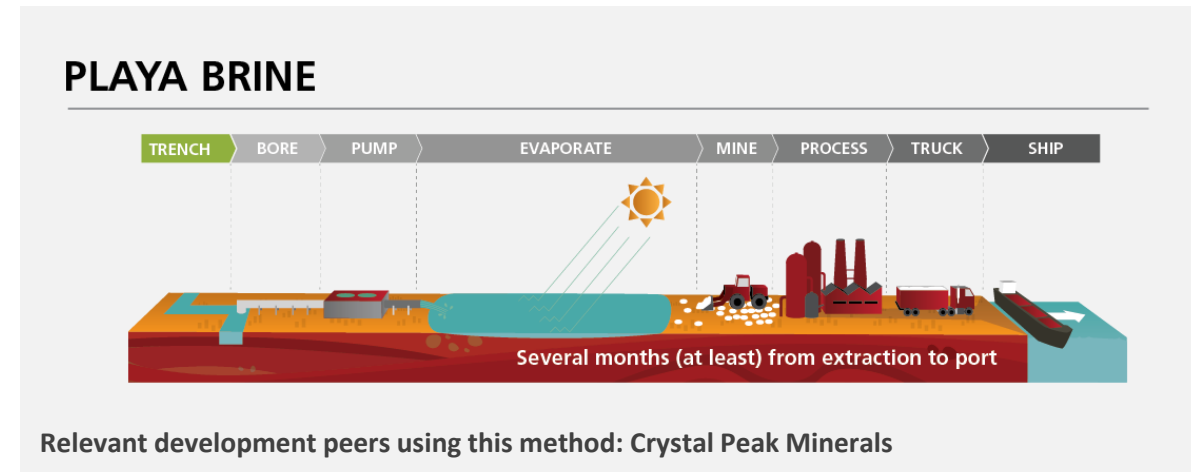 PLAYA BRINE
TRENCH BORE PUMP EVAPORATE MINE PROCESS TRUCK SHIP
Several months (at least) from extraction to port
Relevant development peers using this method: Crystal Peak Minerals